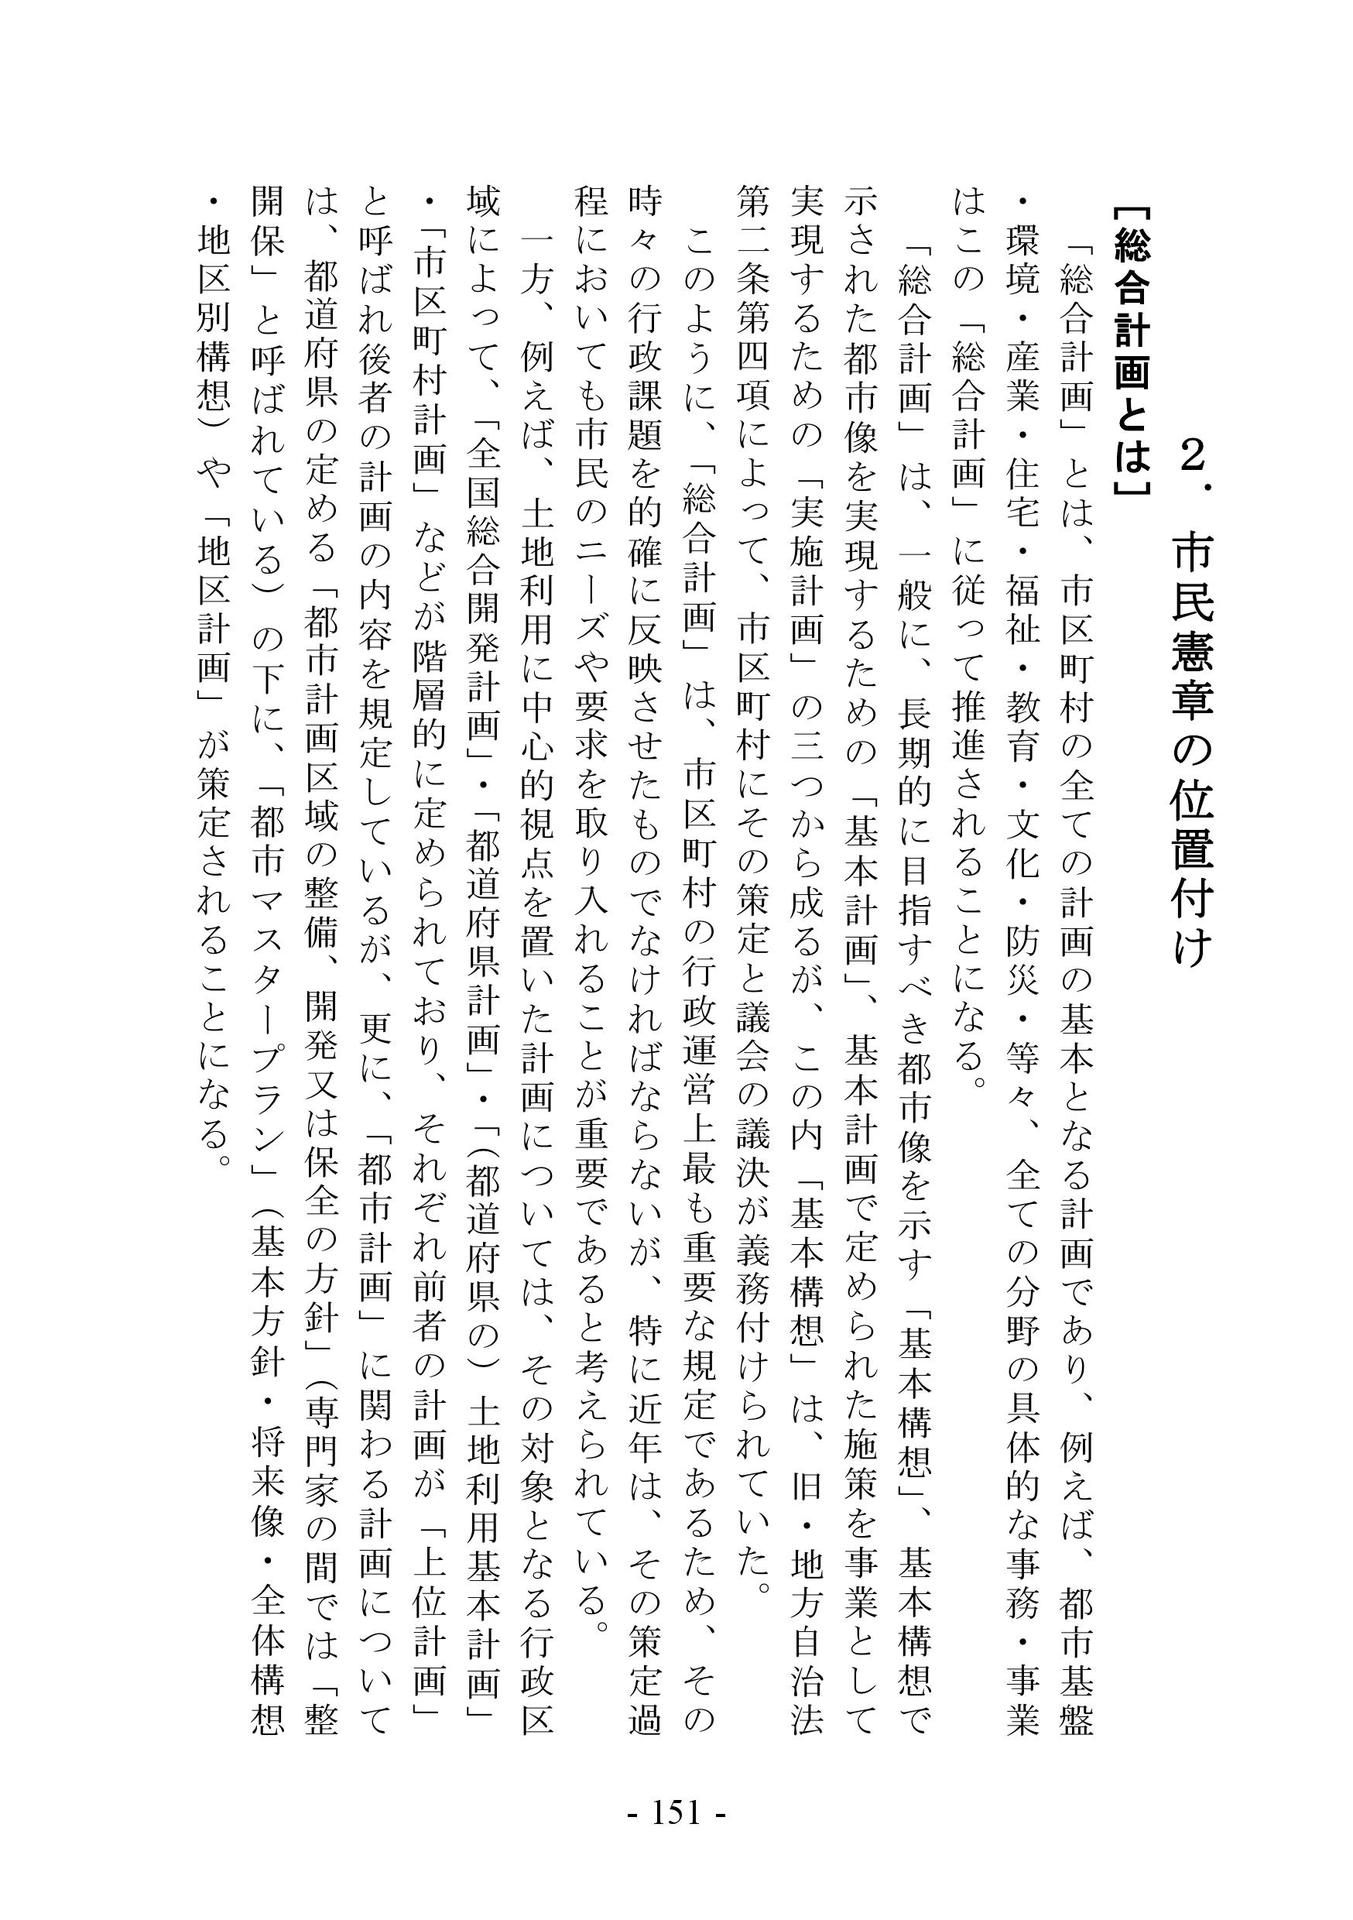 ２．市民憲章の位置付け
［総合計画とは］
「総合計画」とは、市区町村の全ての計画の基本となる計画であり、例えば、都市基盤
・環境・産業・住宅・福祉・教育・文化・防災・等々、全ての分野の具体的な事務・事業
はこの「総合計画」に従って推進されることになる。
「総合計画」は、一般に、長期的に目指すべき都市像を示す「基本構想」、基本構想で
示された都市像を実現するための「基本計画」、基本計画で定められた施策を事業として
実現するための「実施計画」の三つから成るが、この内「基本構想」は、旧・地方自治法
第二条第四項によって、市区町村にその策定と議会の議決が義務付けられていた。
このように、「総合計画」は、市区町村の行政運営上最も重要な規定であるため、その
時々の行政課題を的確に反映させたものでなければならないが、特に近年は、その策定過
程においても市民のニーズや要求を取り入れることが重要であると考えられている。
一方、例えば、土地利用に中心的視点を置いた計画については、その対象となる行政区
域によって、「全国総合開発計画」・「都道府県計画」・「（都道府県の）土地利用基本計画」
・「市区町村計画」などが階層的に定められており、それぞれ前者の計画が「上位計画」
と呼ばれ後者の計画の内容を規定しているが、更に、「都市計画」に関わる計画について
は、都道府県の定める「都市計画区域の整備、開発又は保全の方針」（専門家の間では「整
開保」と呼ばれている）の下に、「都市マスタープラン」（基本方針・将来像・全体構想
・地区別構想）や「地区計画」が策定されることになる。
- 151 -